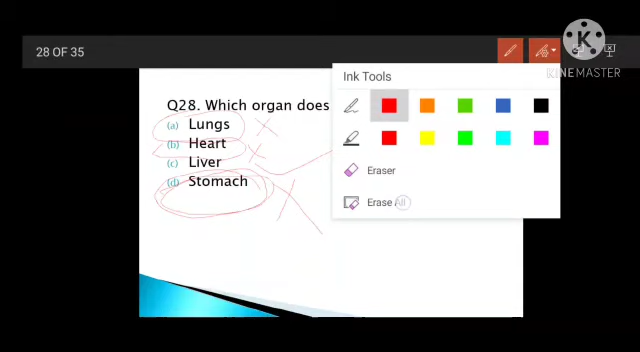 28 OF 35
KINEMASTER
Ink Tools
Q28. Which organ does
(a) Lungs
(b) Heart
(c) Liver
(d) Stomach
Eraser
Erase All